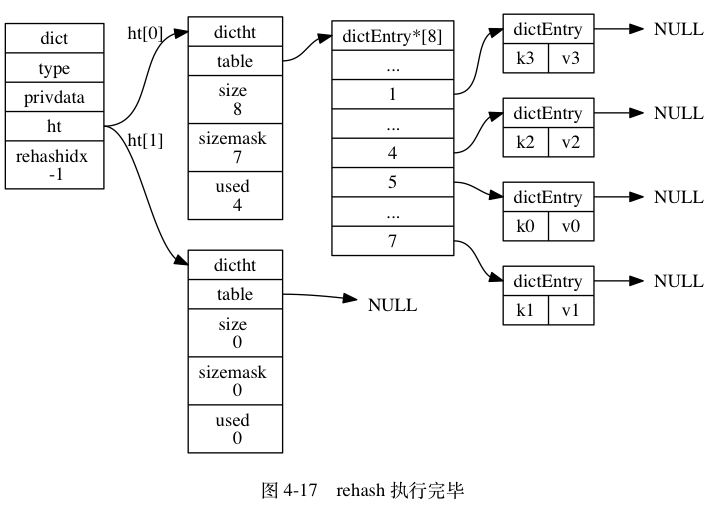 dict
type
privdata
ht
rehashidx
-1
ht[0]
ht[1]
dictht
table
size
8
sizemask
7
used
4
dictht
table
size
0
sizemask
0
used
0
NULL
dictEntry*[8]
...
1
...
4
5
...
7
dictEntry
k3 v3
NULL
dictEntry
k2 v2
NULL
dictEntry
k0 v0
NULL
dictEntry
k1 v1
NULL
图 4-17 rehash 执行完毕